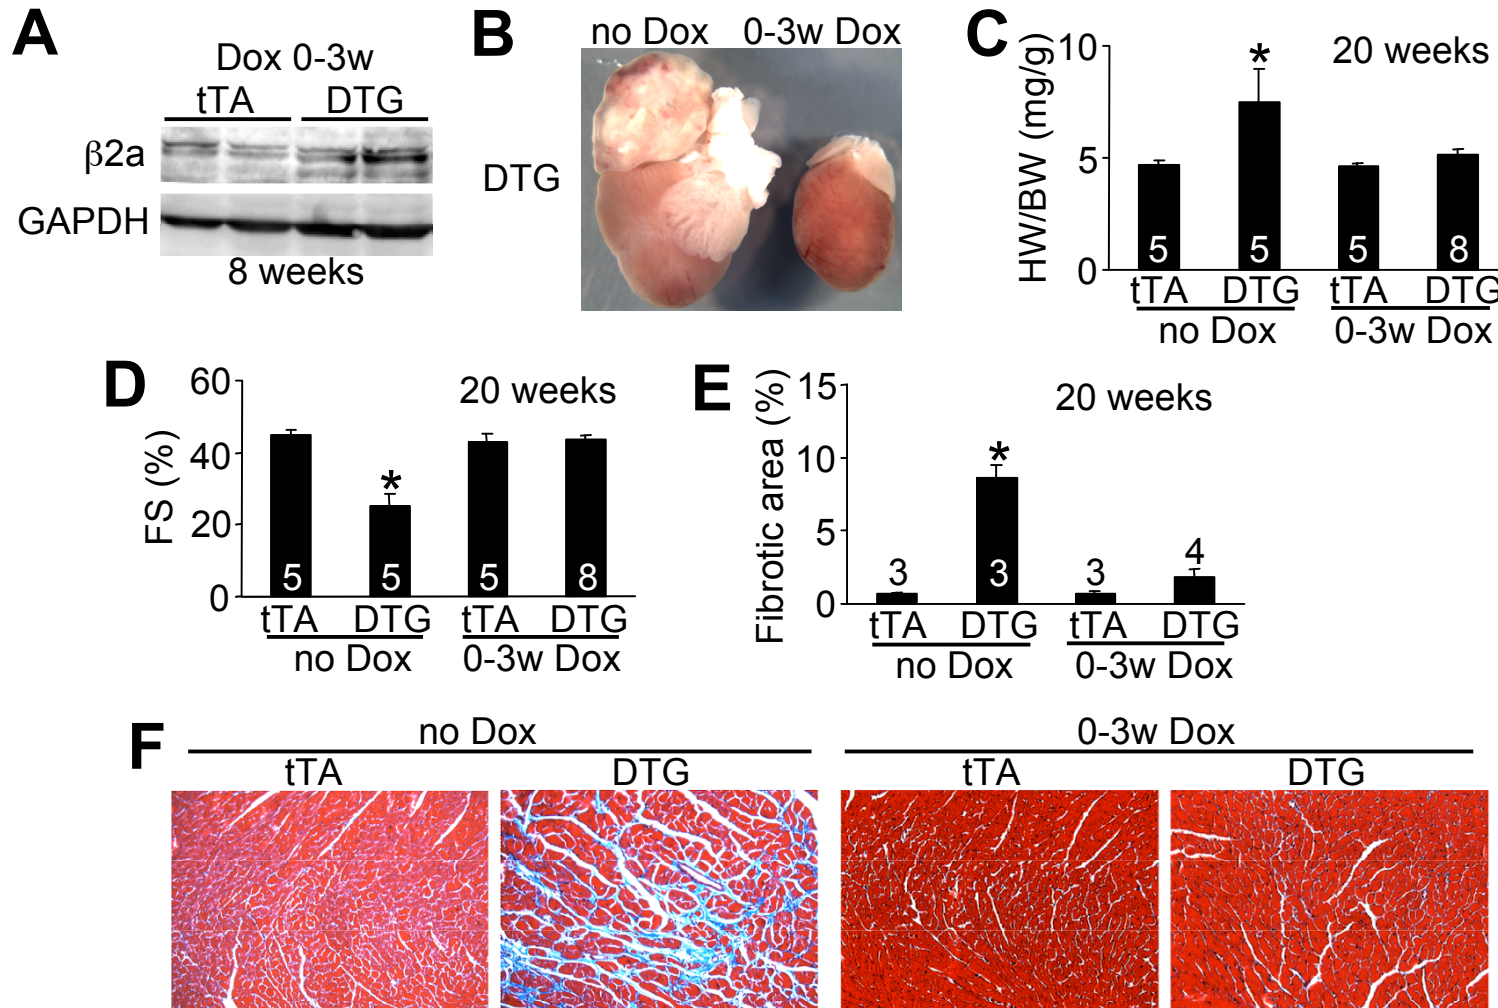 A
Dox 0-3w
tTA DTG
β2a
GAPDH
8 weeks
B
no Dox 0-3w Dox
DTG
C
HW/BW (mg/g)
10
5
0
20 weeks
*
5 5 5 8
tTA DTG tTA DTG
no Dox 0-3w Dox
D
FS (%)
60
40
20
0
20 weeks
*
5 5 5 8
tTA DTG tTA DTG
no Dox 0-3w Dox
E
Fibrotic area (%)
15
10
5
0
20 weeks
*
3 3 3 4
tTA DTG tTA DTG
no Dox 0-3w Dox
F
no Dox 0-3w Dox
tTA DTG tTA DTG